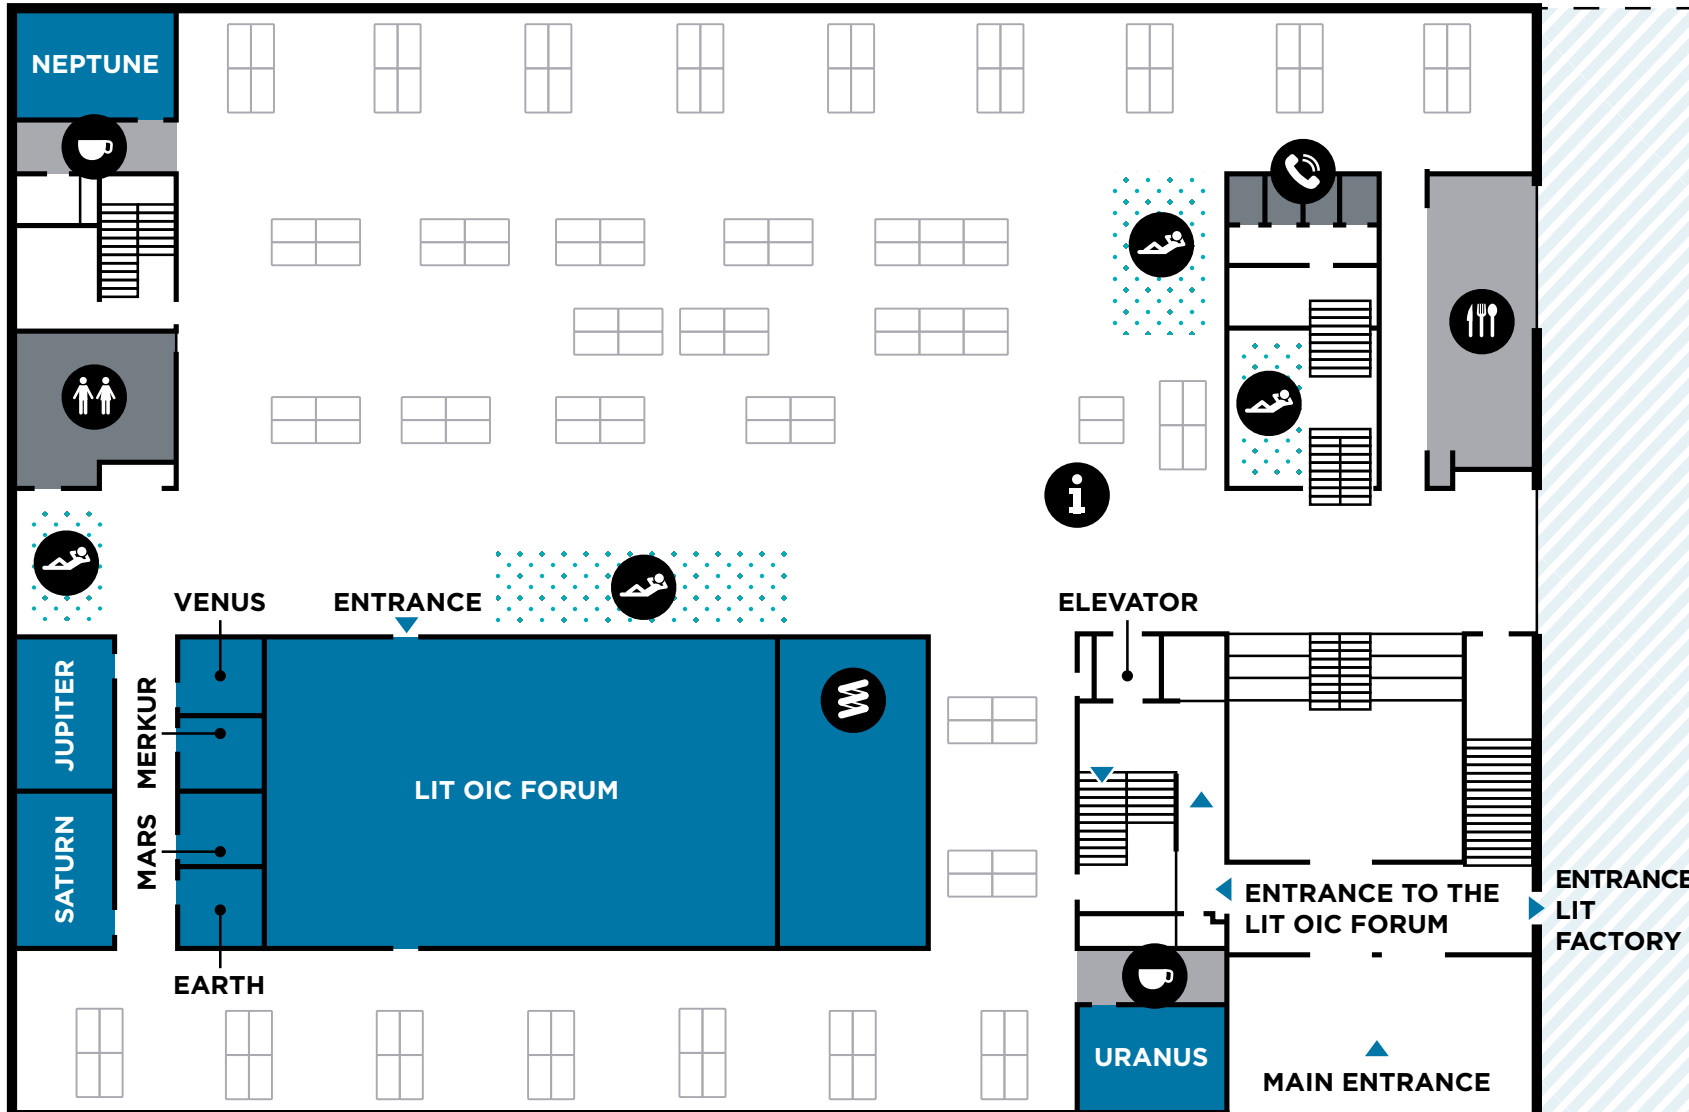 NEPTUNE
VENUS
ENTRANCE
ELEVATOR
JUPITER
MERKUR
LIT OIC FORUM
SATURN
MARS
ENTRANCE TO THE
LIT OIC FORUM
ENTRANCE
LIT
FACTORY
EARTH
URANUS
MAIN ENTRANCE